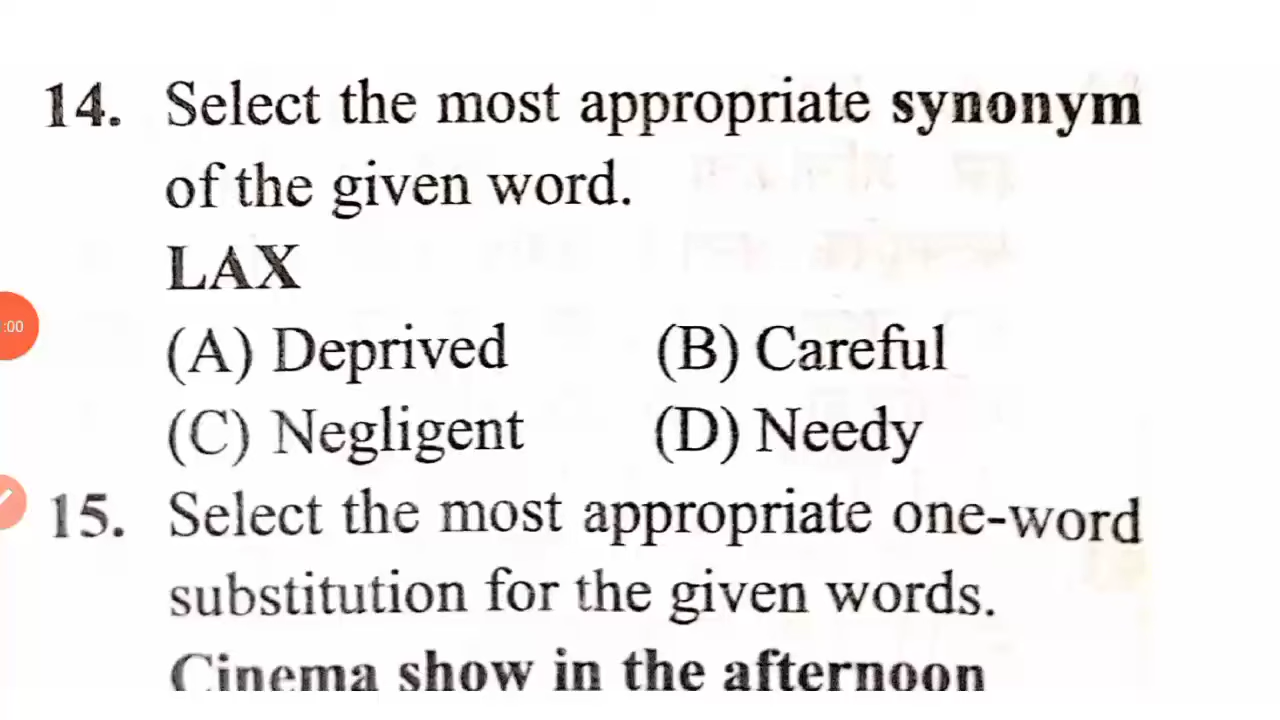 14. Select the most appropriate synonym
of the given word.
LAX
(A) Deprived (B) Careful
:00
(C) Negligent (D) Needy
15. Select the most appropriate one-word
substitution for the given words.
Cinema show in the afternoon